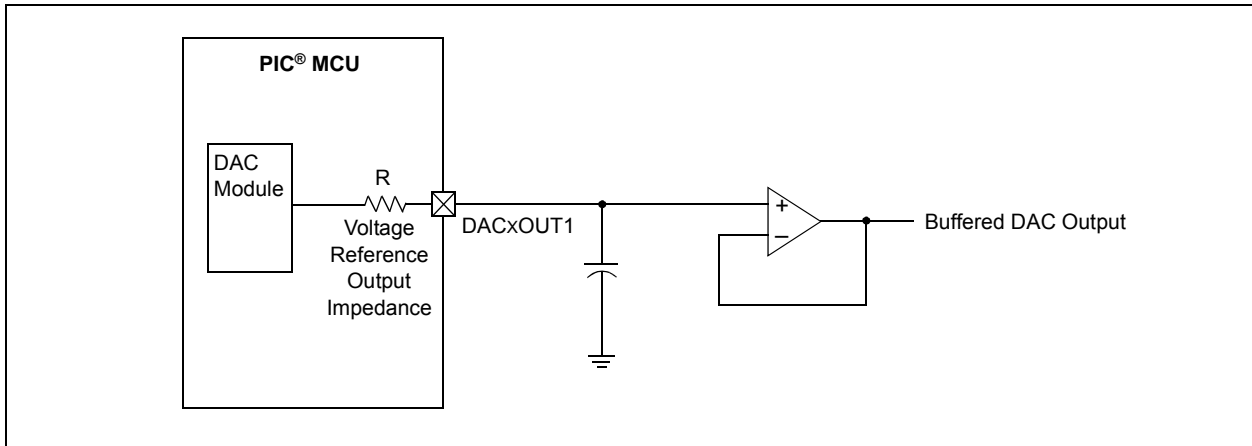 PIC® MCU
DAC
Module
R
Voltage
Reference
Output
Impedance
DACxOUT1
+
–
Buffered DAC Output